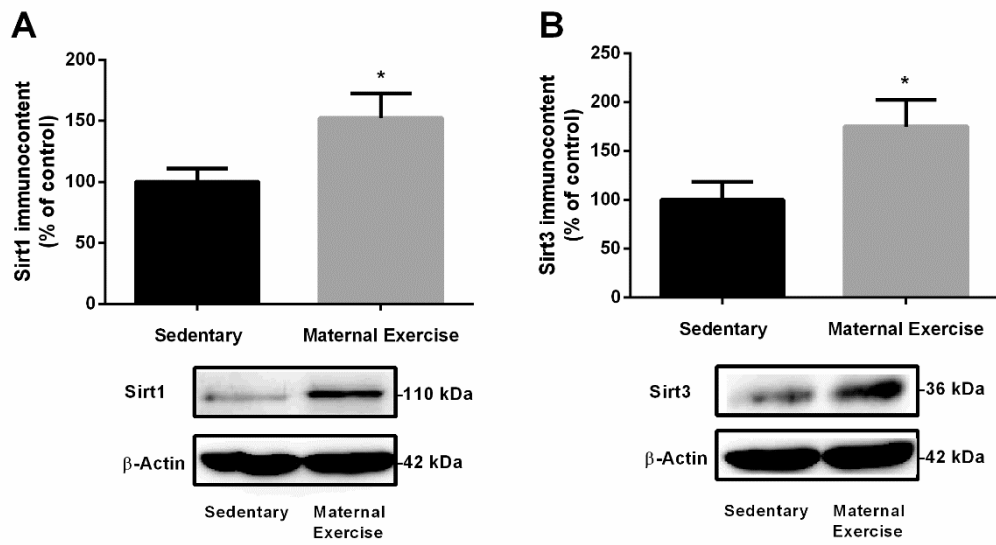 A
Sirt1 immunocontent
(% of control)
200
150
100
50
0
*
Sedentary
Maternal Exercise
Sirt1
110 kDa
β-Actin
42 kDa
Sedentary
Maternal
Exercise
B
Sirt3 immunocontent
(% of control)
250
200
150
100
50
0
*
Sedentary
Maternal Exercise
Sirt3
36 kDa
β-Actin
42 kDa
Sedentary
Maternal
Exercise